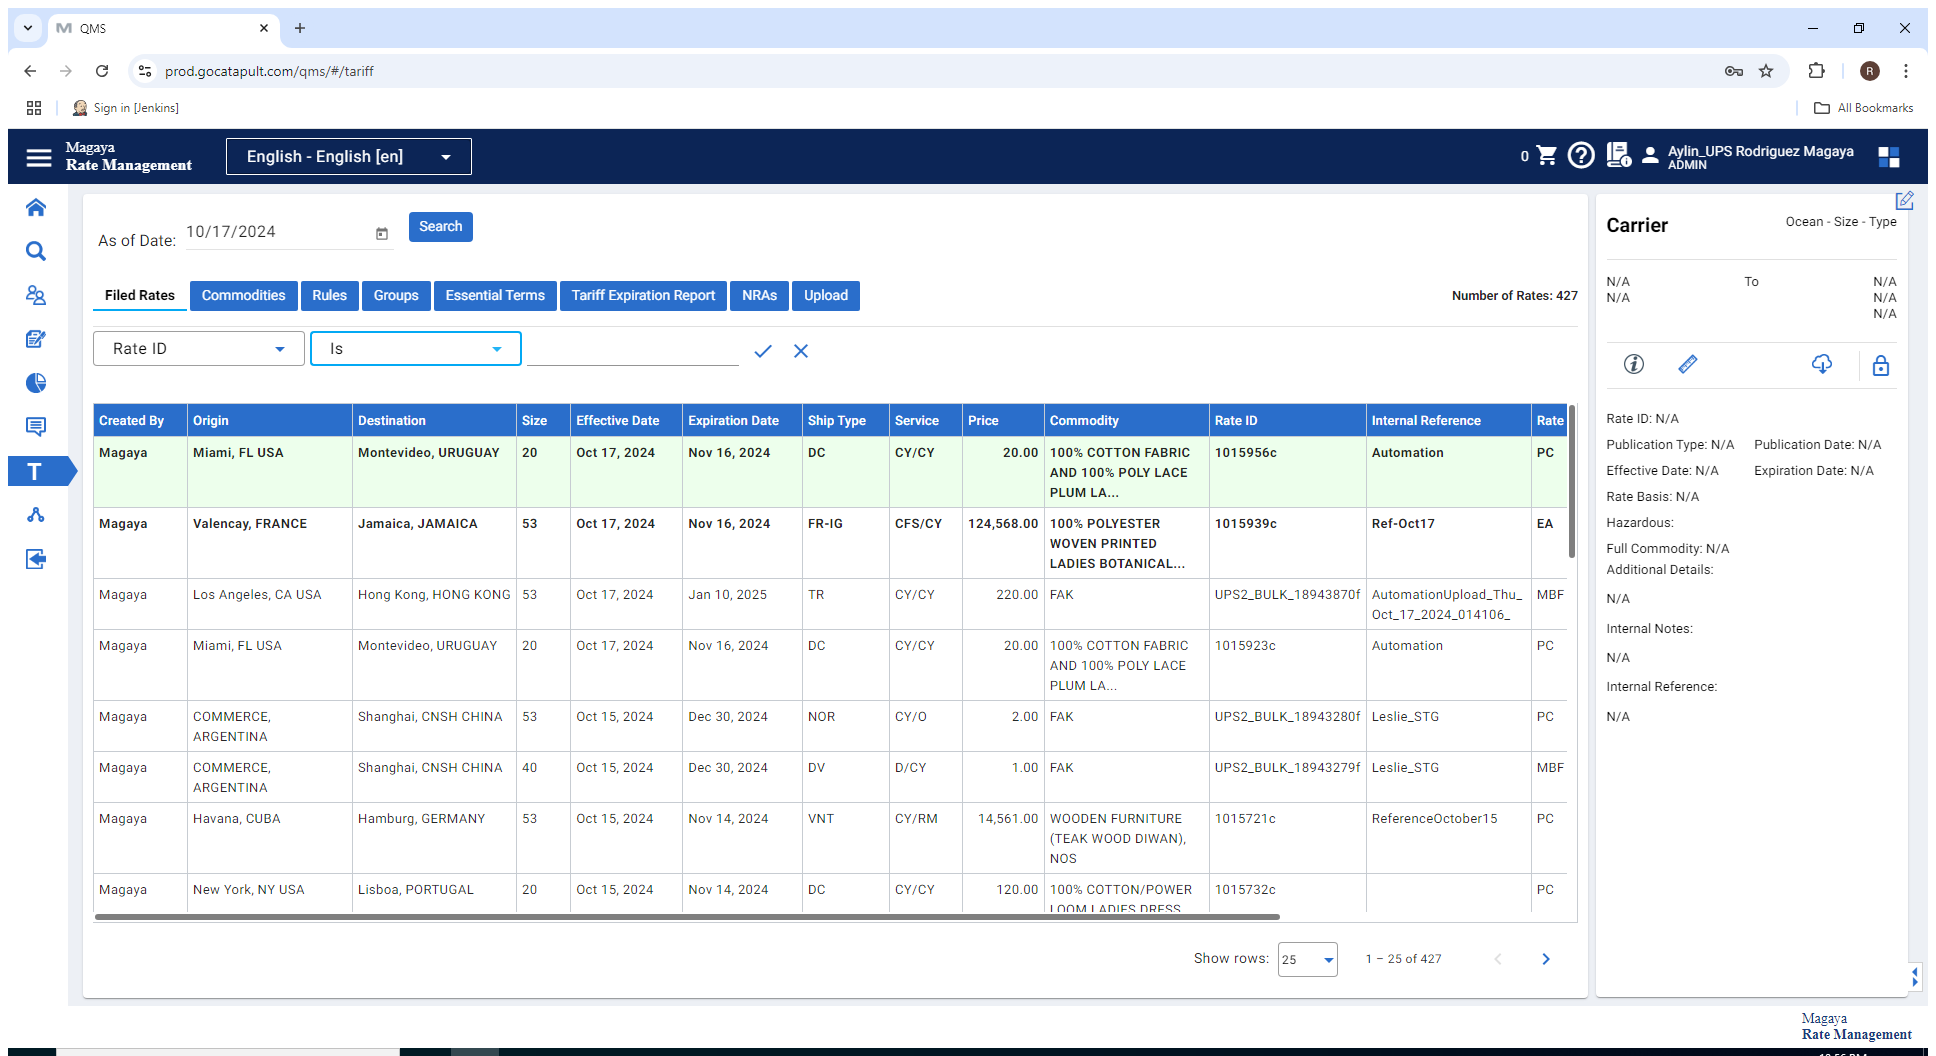 QMS
prod.gocatapult.com/qms/#/tariff
R
Sign in [Jenkins]
All Bookmarks
Magaya
Rate Management
English - English [en]
0
Aylin_UPS Rodriguez Magaya
ADMIN
As of Date: 10/17/2024
Search
Filed Rates Commodities Rules Groups Essential Terms Tariff Expiration Report NRAs Upload
Number of Rates: 427
Rate ID Is
Created By Origin Destination Size Effective Date Expiration Date Ship Type Service Price Commodity Rate ID Internal Reference Rate
Magaya Miami, FL USA Montevideo, URUGUAY 20 Oct 17, 2024 Nov 16, 2024 DC CY/CY 20.00 100% COTTON FABRIC 1015956c Automation PC
AND 100% POLY LACE
PLUM LA...
Magaya Valencay, FRANCE Jamaica, JAMAICA 53 Oct 17, 2024 Nov 16, 2024 FR-IG CFS/CY 124,568.00 100% POLYESTER 1015939c Ref-Oct17 EA
WOVEN PRINTED
LADIES BOTANICAL...
Magaya Los Angeles, CA USA Hong Kong, HONG KONG 53 Oct 17, 2024 Jan 10, 2025 TR CY/CY 220.00 FAK UPS2_BULK_18943870f AutomationUpload_Thu_ MBF
Oct_17_2024_014106_
Magaya Miami, FL USA Montevideo, URUGUAY 20 Oct 17, 2024 Nov 16, 2024 DC CY/CY 20.00 100% COTTON FABRIC 1015923c Automation PC
AND 100% POLY LACE
PLUM LA...
Magaya COMMERCE, Shanghai, CNSH CHINA 53 Oct 15, 2024 Dec 30, 2024 NOR CY/O 2.00 FAK UPS2_BULK_18943280f Leslie_STG PC
ARGENTINA
Magaya COMMERCE, Shanghai, CNSH CHINA 40 Oct 15, 2024 Dec 30, 2024 DV D/CY 1.00 FAK UPS2_BULK_18943279f Leslie_STG MBF
ARGENTINA
Magaya Havana, CUBA Hamburg, GERMANY 53 Oct 15, 2024 Nov 14, 2024 VNT CY/RM 14,561.00 WOODEN FURNITURE 1015721c ReferenceOctober15 PC
(TEAK WOOD DIWAN),
NOS
Magaya New York, NY USA Lisboa, PORTUGAL 20 Oct 15, 2024 Nov 14, 2024 DC CY/CY 120.00 100% COTTON/POWER 1015732c PC
LOOM LADIES DRESS
Show rows: 25 1 – 25 of 427
T
Carrier Ocean - Size - Type
N/A To N/A
N/A N/A
N/A
Rate ID: N/A
Publication Type: N/A Publication Date: N/A
Effective Date: N/A Expiration Date: N/A
Rate Basis: N/A
Hazardous:
Full Commodity: N/A
Additional Details:
N/A
Internal Notes:
N/A
Internal Reference:
N/A
Magaya
Rate Management